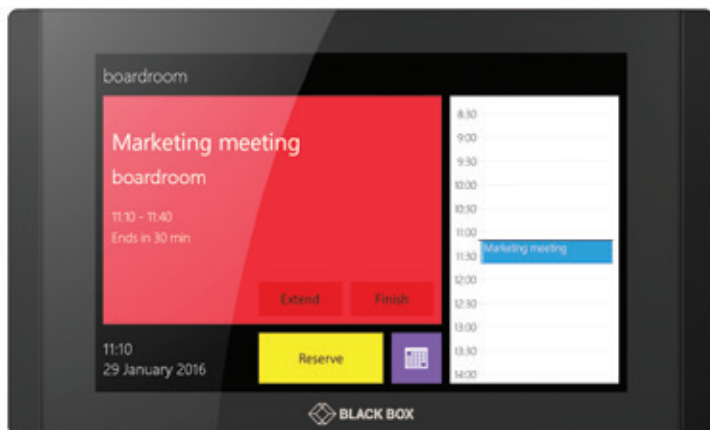 boardroom
Marketing meeting
boardroom
11:10 - 11:40
Ends in 30 min
Extend
Finish
11:10
29 January 2016
Reserve
8:30
9:00
9:30
10:00
10:30
11:00
11:30
Marketing meeting
12:00
12:30
13:00
13:30
14:00
BLACK BOX